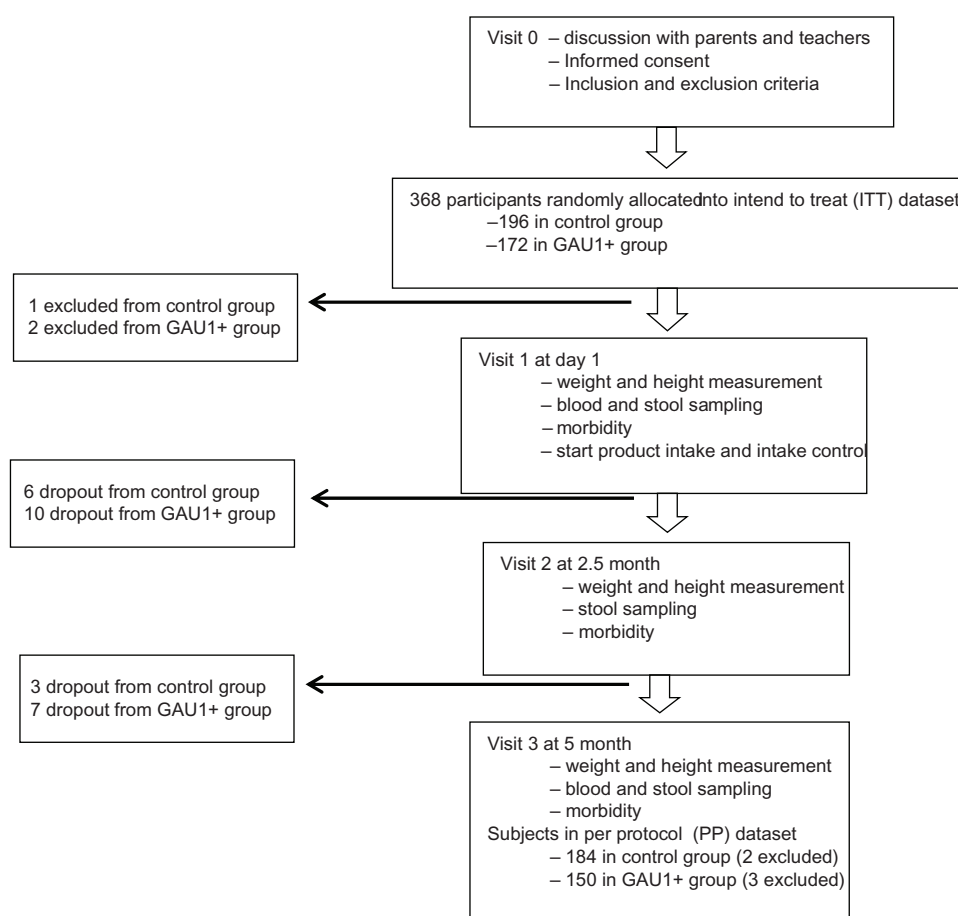 Visit 0 – discussion with parents and teachers
– Informed consent
– Inclusion and exclusion criteria
368 participants randomly allocated into intend to treat (ITT) dataset
–196 in control group
–172 in GAU1+ group
1 excluded from control group
2 excluded from GAU1+ group
Visit 1 at day 1
– weight and height measurement
– blood and stool sampling
– morbidity
– start product intake and intake control
6 dropout from control group
10 dropout from GAU1+ group
Visit 2 at 2.5 month
– weight and height measurement
– stool sampling
– morbidity
3 dropout from control group
7 dropout from GAU1+ group
Visit 3 at 5 month
– weight and height measurement
– blood and stool sampling
– morbidity
Subjects in per protocol (PP) dataset
– 184 in control group (2 excluded)
– 150 in GAU1+ group (3 excluded)